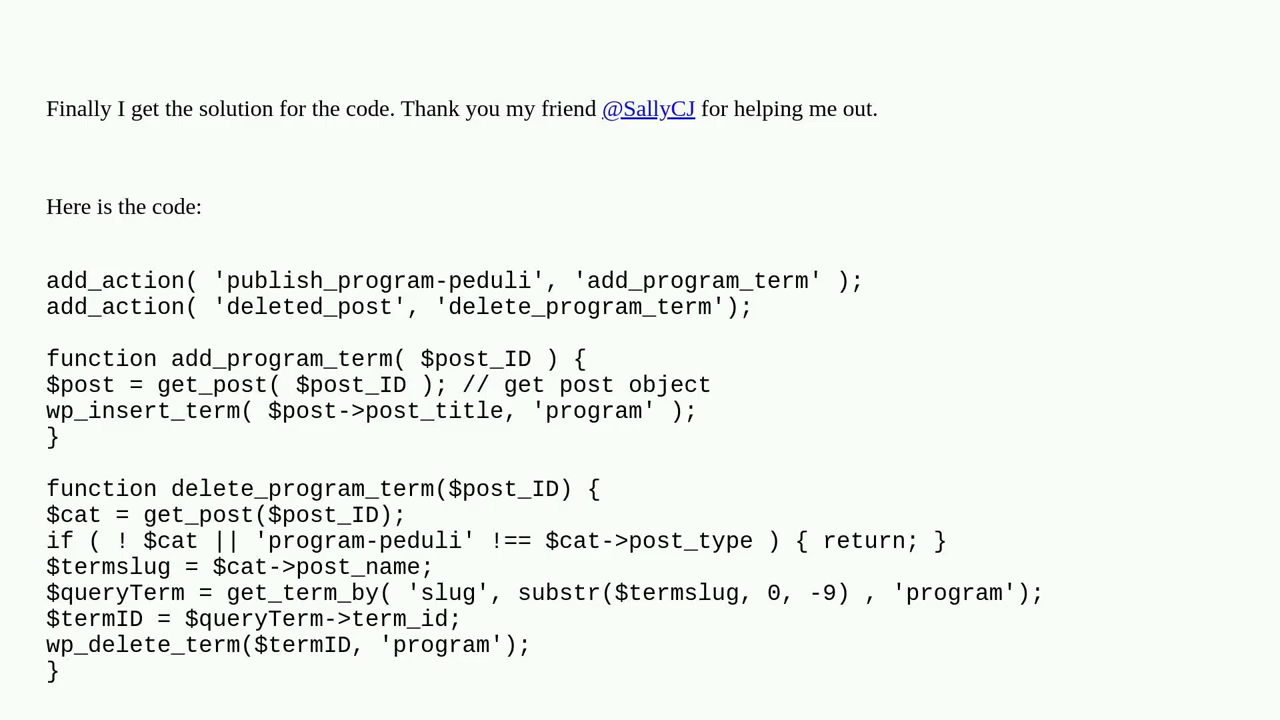 Finally I get the solution for the code. Thank you my friend @SallyCJ for helping me out.
Here is the code:
add_action( 'publish_program-peduli', 'add_program_term' );
add_action( 'deleted_post', 'delete_program_term');
function add_program_term( $post_ID ) {
$post = get_post( $post_ID ); // get post object
wp_insert_term( $post->post_title, 'program' );
}
function delete_program_term($post_ID) {
$cat = get_post($post_ID);
if ( ! $cat || 'program-peduli' !== $cat->post_type ) { return; }
$termslug = $cat->post_name;
$queryTerm = get_term_by( 'slug', substr($termslug, 0, -9) , 'program');
$termID = $queryTerm->term_id;
wp_delete_term($termID, 'program');
}